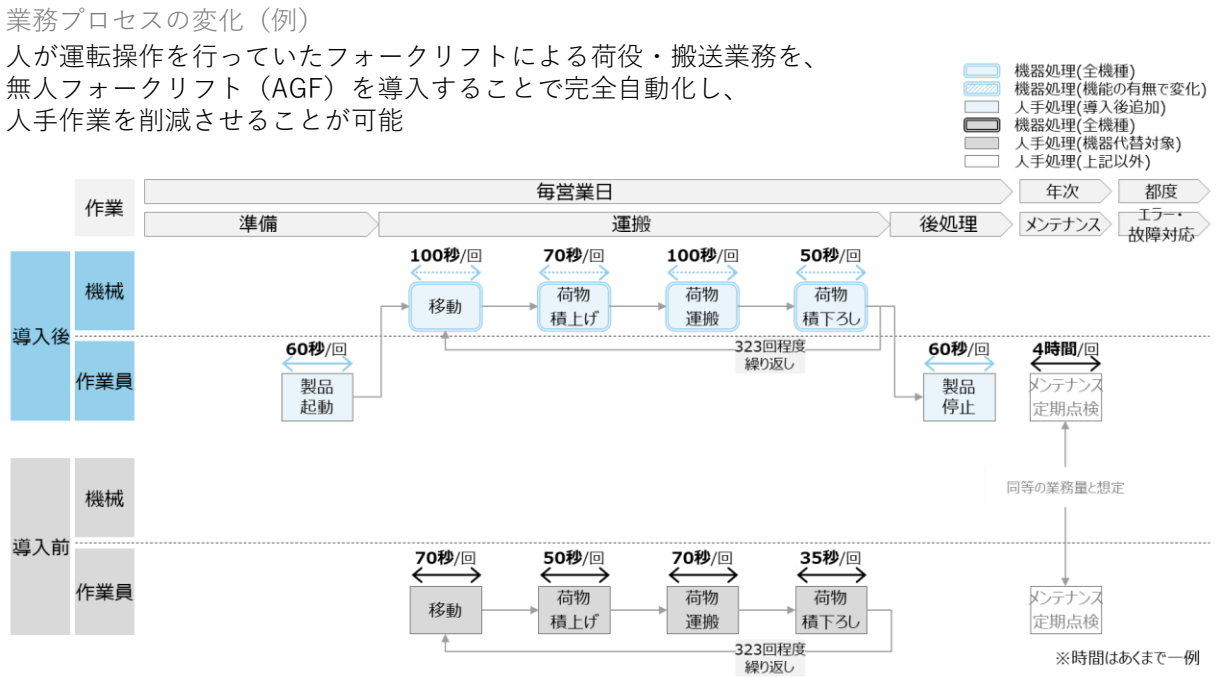 業務プロセスの変化（例）
人が運転操作を行っていたフォークリフトによる荷役・搬送業務を、
無人フォークリフト（AGF）を導入することで完全自動化し、
人手作業を削減させることが可能
機器処理(全機種)
機器処理(機能の有無で変化)
人手処理(導入後追加)
機器処理(全機種)
人手処理(機器代替対象)
人手処理(上記以外)
作業
毎営業日
年次
都度
準備
運搬
後処理
メンテナンス
エラー・
故障対応
導入後
機械
100秒/回
70秒/回
100秒/回
50秒/回
移動
荷物
積上げ
荷物
運搬
荷物
積下ろし
323回程度
繰り返し
作業員
60秒/回
製品
起動
60秒/回
製品
停止
4時間/回
メンテナンス
定期点検
同等の業務量と想定
導入前
機械
作業員
70秒/回
50秒/回
70秒/回
35秒/回
移動
荷物
積上げ
荷物
運搬
荷物
積下ろし
323回程度
繰り返し
メンテナンス
定期点検
※時間はあくまで一例